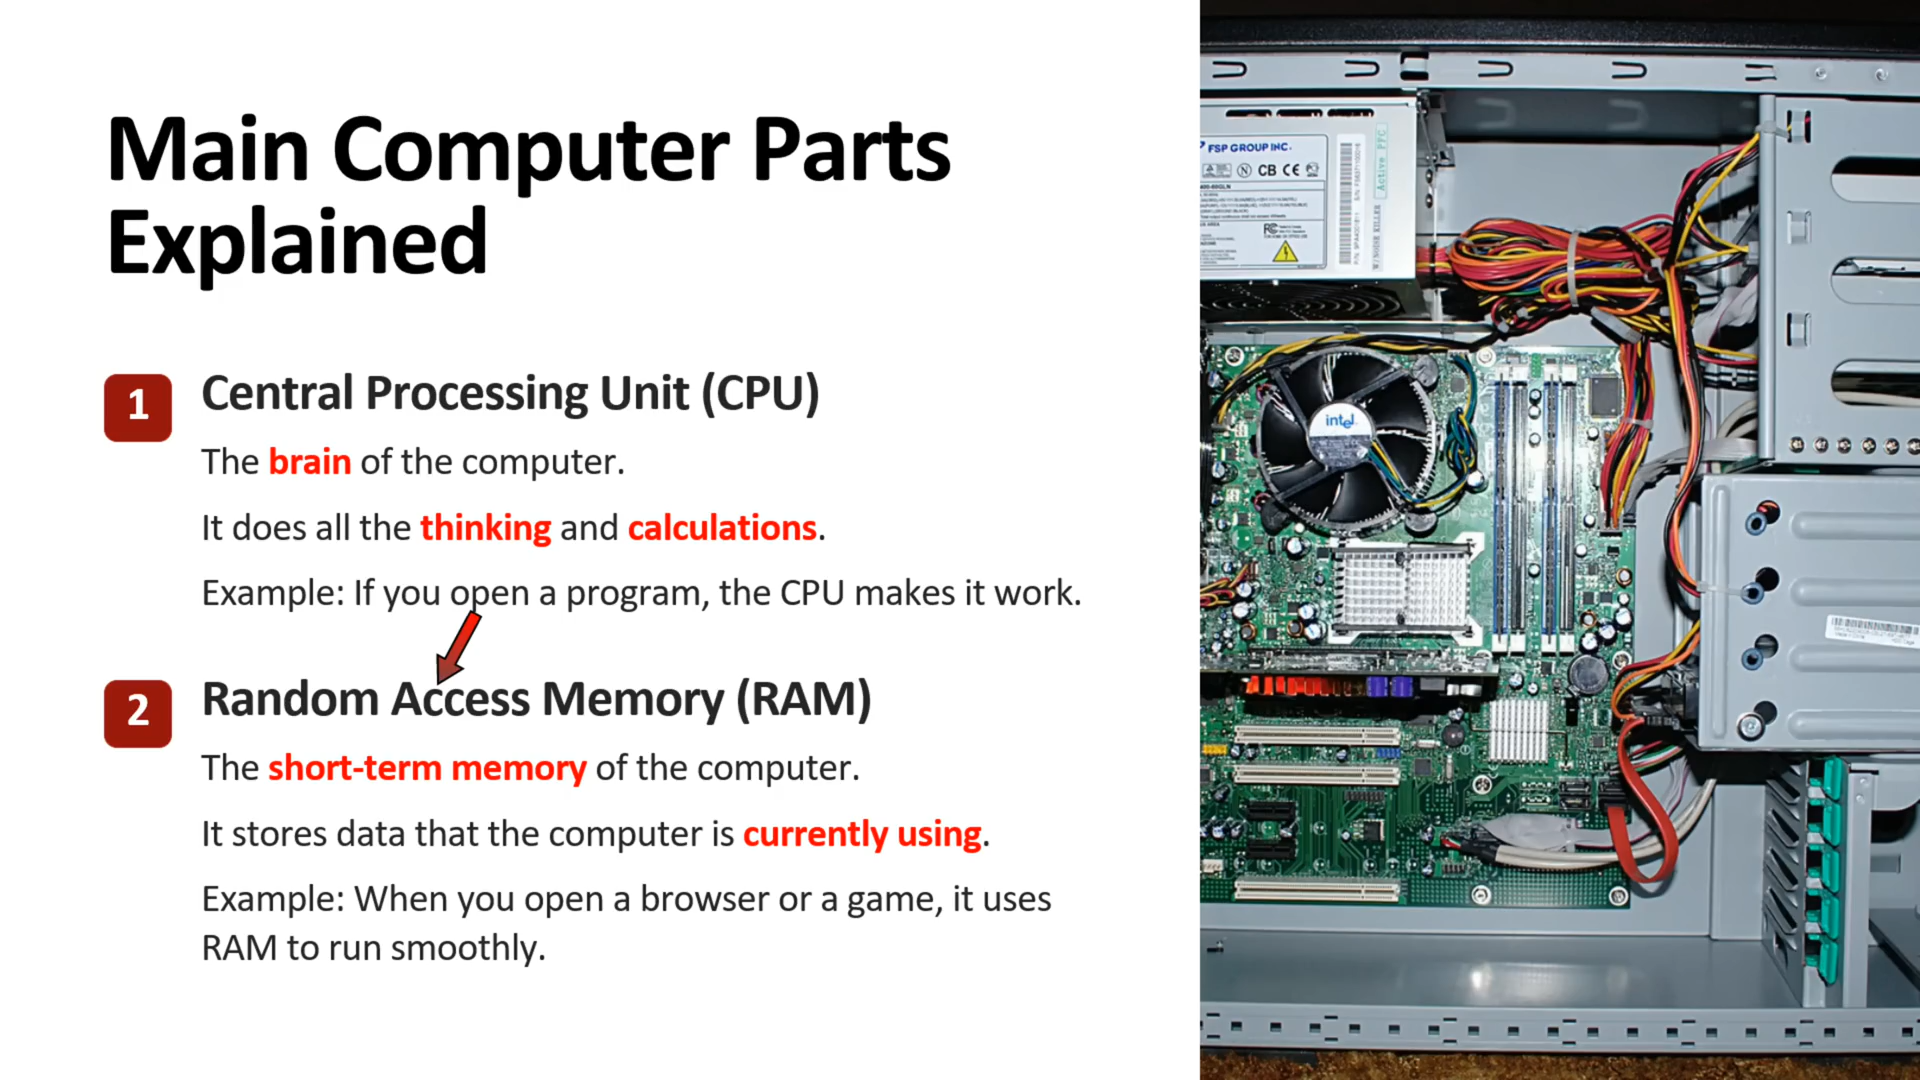 Main Computer Parts
Explained
1
Central Processing Unit (CPU)
The brain of the computer.
It does all the thinking and calculations.
Example: If you open a program, the CPU makes it work.
2
Random Access Memory (RAM)
The short-term memory of the computer.
It stores data that the computer is currently using.
Example: When you open a browser or a game, it uses
RAM to run smoothly.
FSP GROUP INC.
CB CE
Active PFC
intel